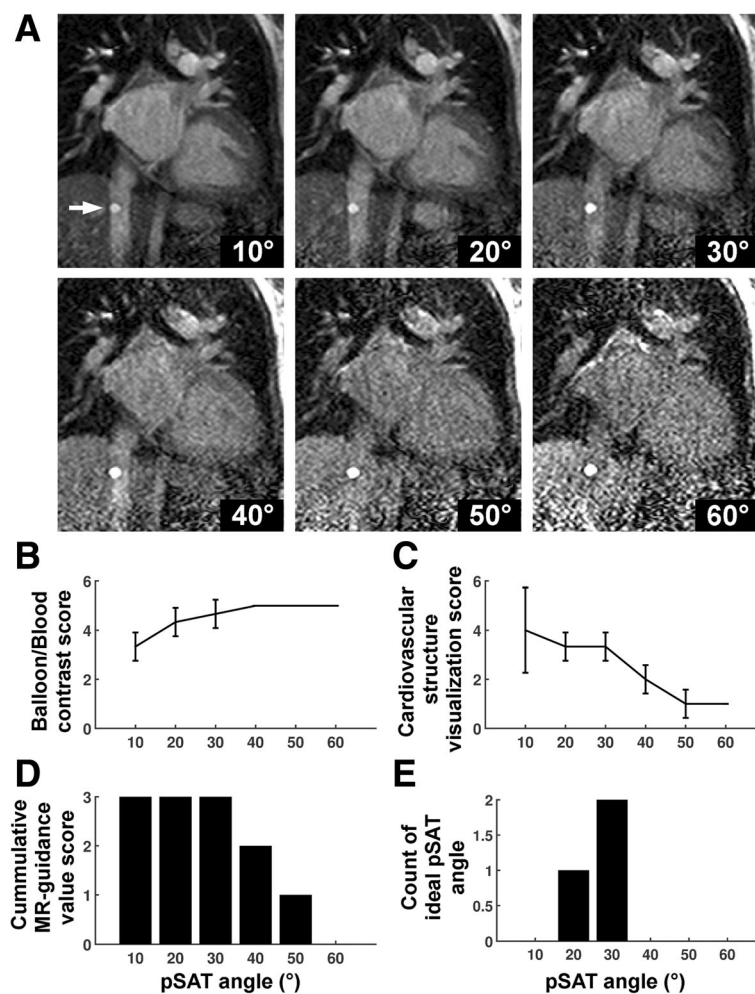 A
10°
20°
30°
40°
50°
60°
B
Balloon/Blood
contrast score
6
4
2
0
10 20 30 40 50 60
C
Cardiovascular
structure
visualization score
6
4
2
0
10 20 30 40 50 60
D
Cummulative
MR-guidance
value score
3
2
1
0
10 20 30 40 50 60
pSAT angle (°)
E
Count of
ideal pSAT
angle
2
1.5
1
0.5
0
10 20 30 40 50 60
pSAT angle (°)